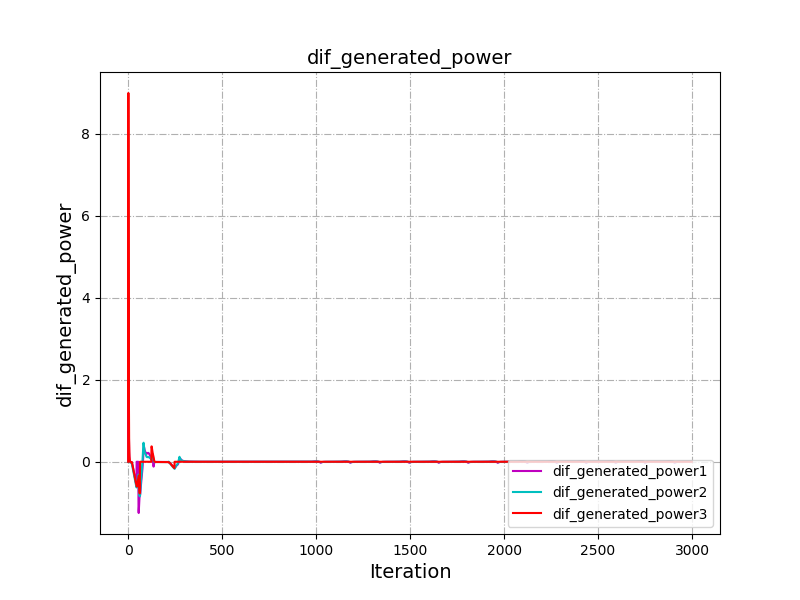 dif_generated_power
dif_generated_power
8
6
4
2
0
0
500
1000
1500
2000
2500
3000
Iteration
dif_generated_power1
dif_generated_power2
dif_generated_power3